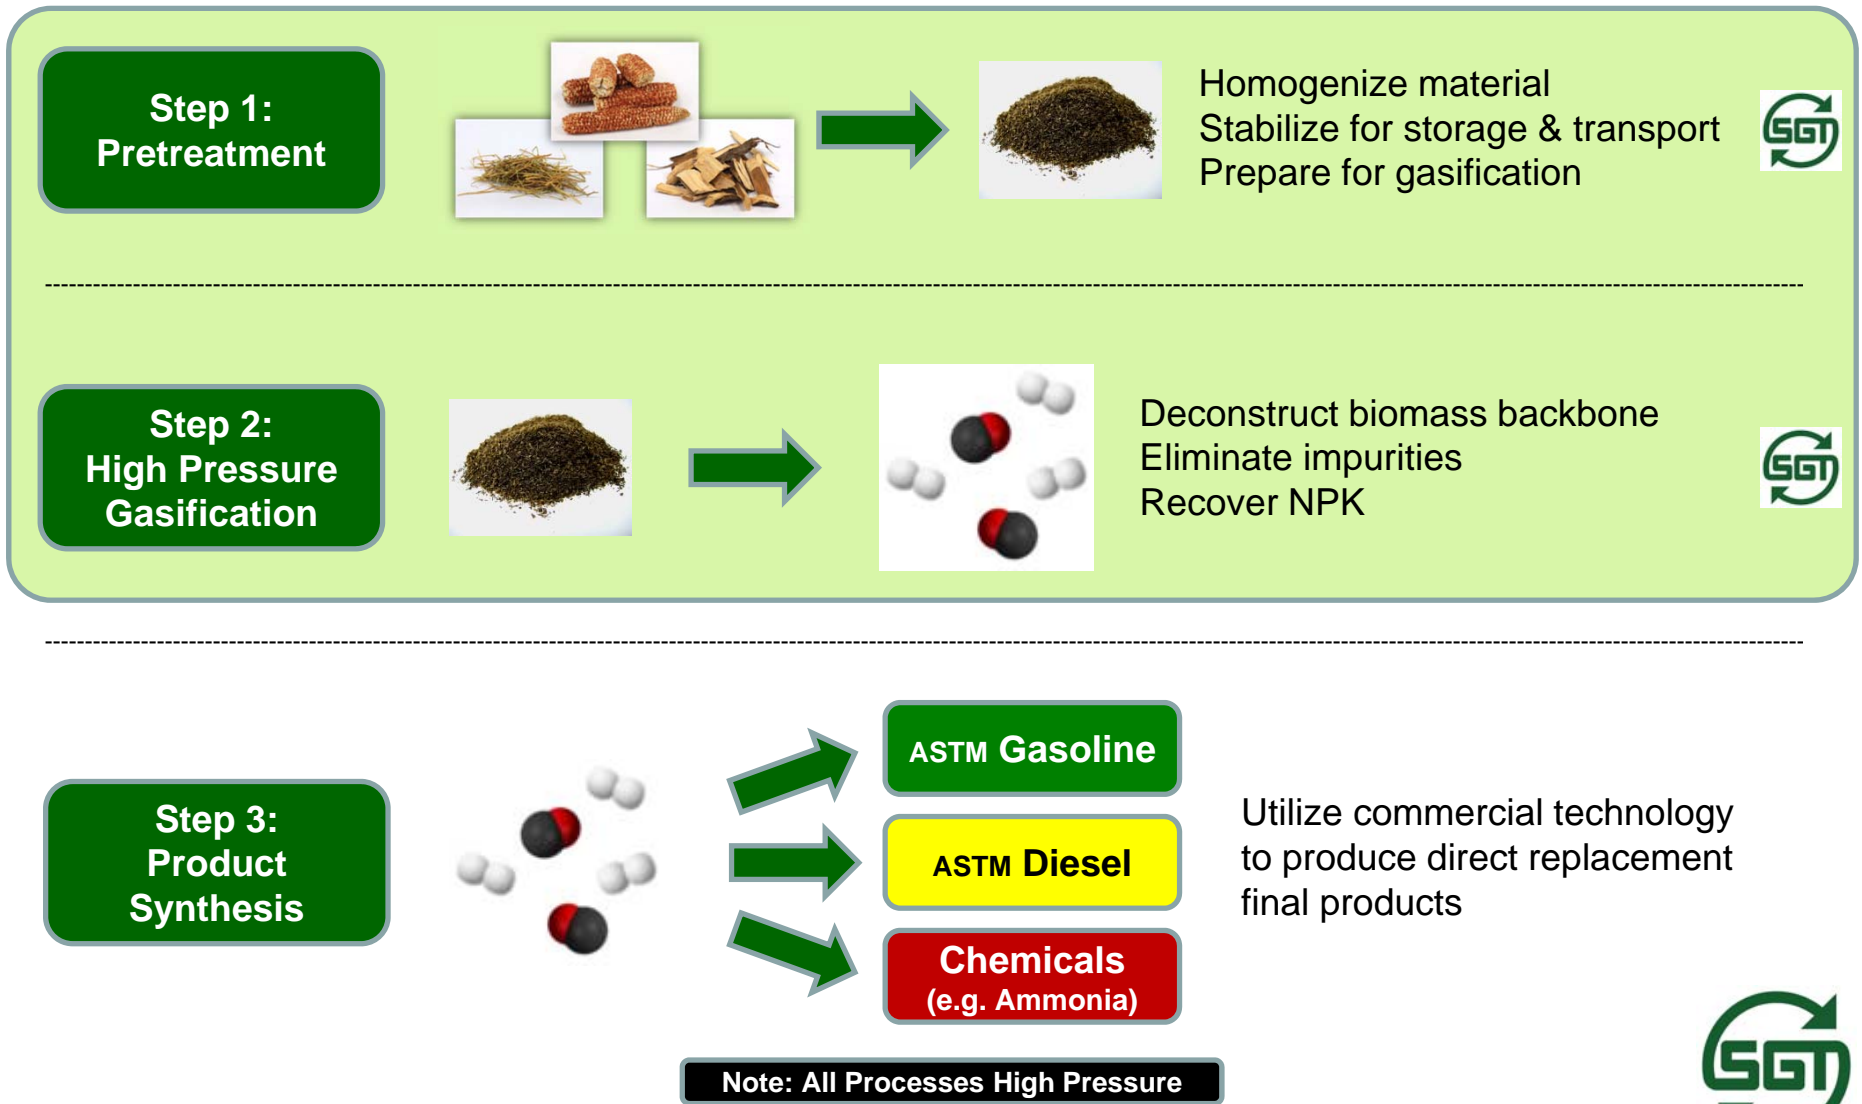 Step 1:
Pretreatment
Homogenize material
Stabilize for storage & transport
Prepare for gasification
SGT
Step 2:
High Pressure
Gasification
Deconstruct biomass backbone
Eliminate impurities
Recover NPK
SGT
Step 3:
Product
Synthesis
ASTM Gasoline
ASTM Diesel
Chemicals
(e.g. Ammonia)
Utilize commercial technology
to produce direct replacement
final products
Note: All Processes High Pressure
SGT